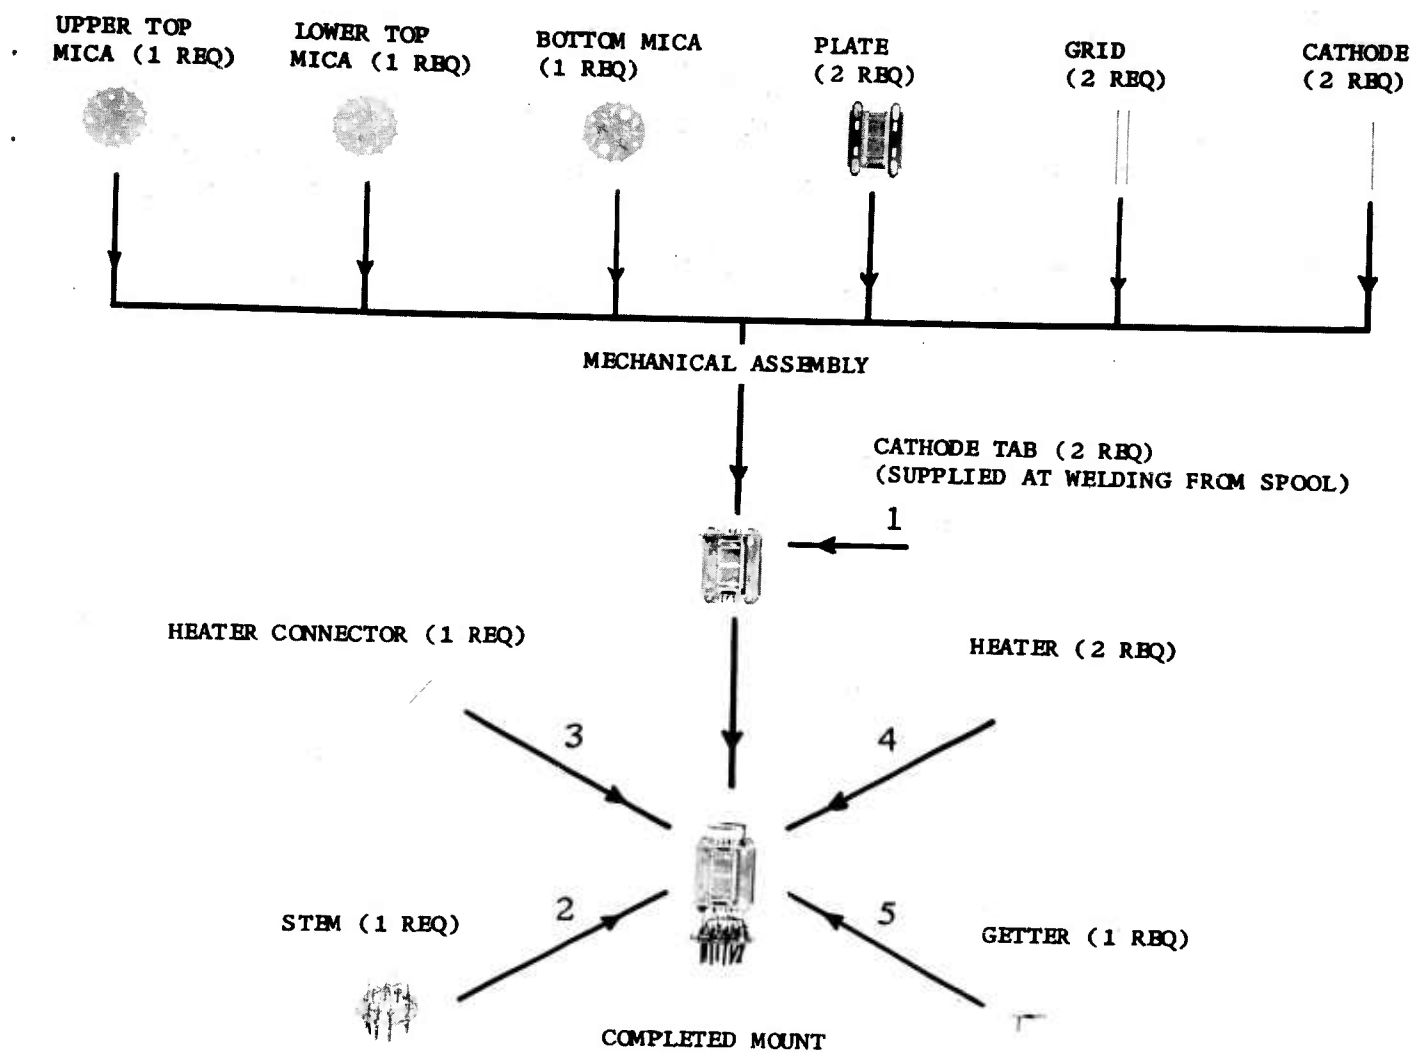 UPPER TOP
MICA (1 REQ)
LOWER TOP
MICA (1 REQ)
BOTTOM MICA
(1 REQ)
PLATE
(2 REQ)
GRID
(2 REQ)
CATHODE
(2 REQ)
MECHANICAL ASSEMBLY
CATHODE TAB (2 REQ)
(SUPPLIED AT WELDING FROM SPOOL)
1
HEATER CONNECTOR (1 REQ)
HEATER (2 REQ)
3
4
STEM (1 REQ)
2
5
GETTER (1 REQ)
COMPLETED MOUNT